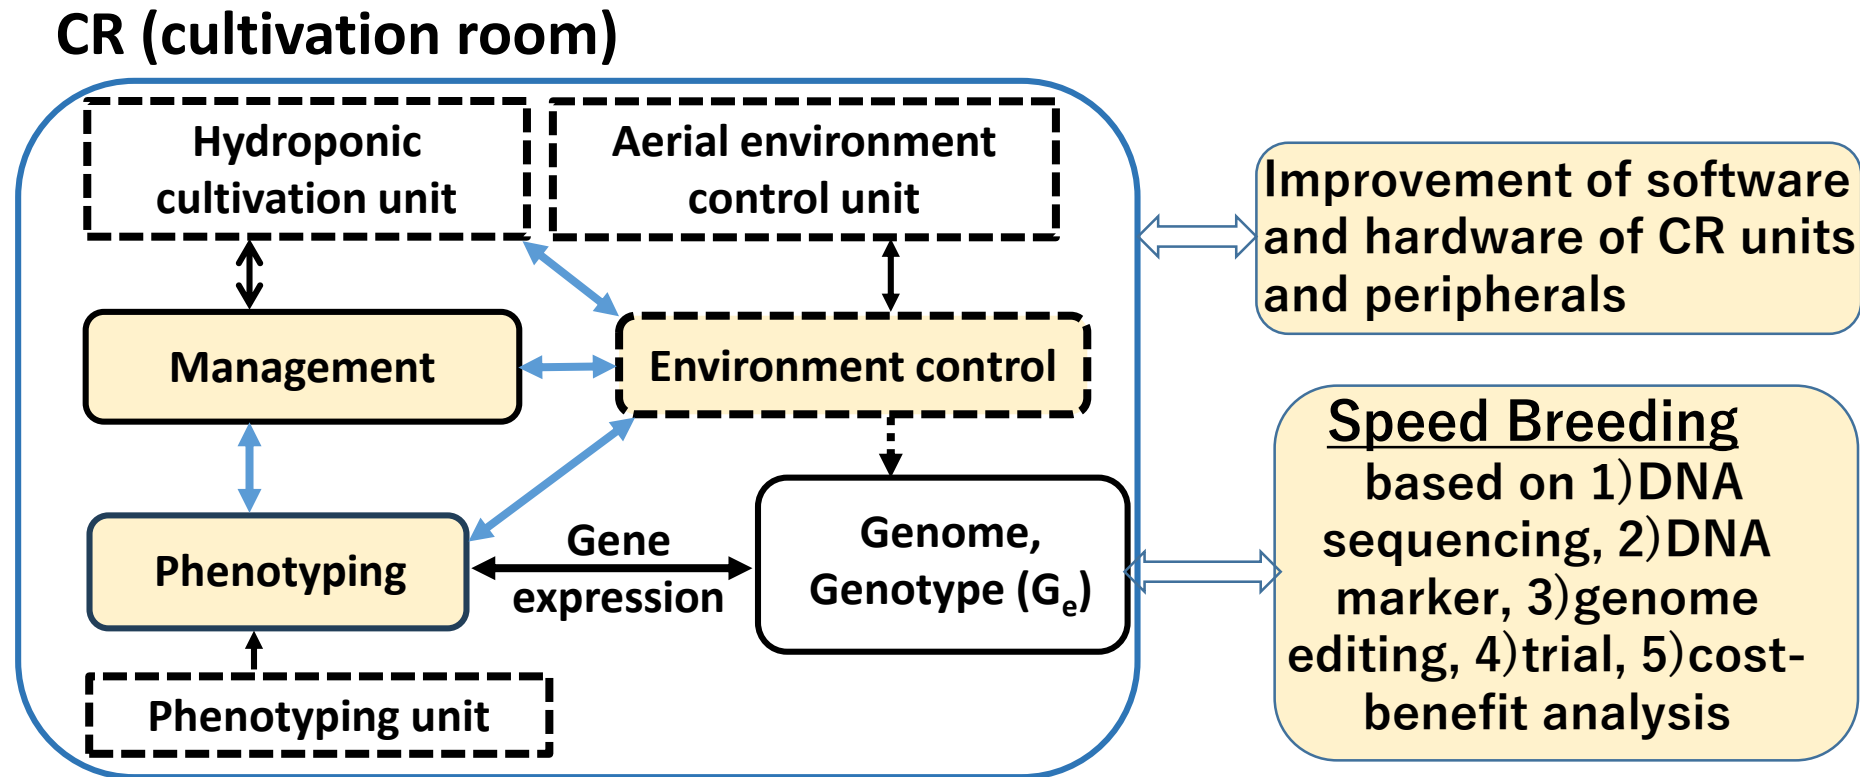 CR (cultivation room)
Hydroponic
cultivation unit
Aerial environment
control unit
Management
Environment control
Phenotyping
Gene
expression
Genome,
Genotype (Gₑ)
Phenotyping unit
Improvement of software
and hardware of CR units
and peripherals
Speed Breeding
based on 1)DNA
sequencing, 2)DNA
marker, 3)genome
editing, 4)trial, 5)cost-
benefit analysis